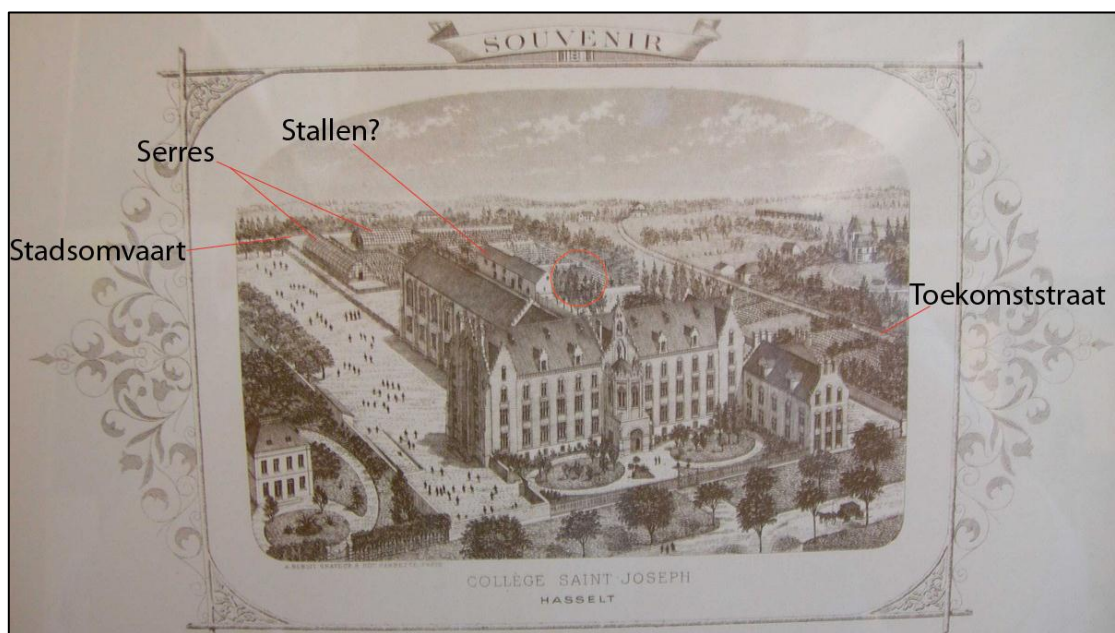 SOUVENIR
Stallen?
Serres
Stadsomvaart
Toekomststraat
COLLÈGE SAINT JOSEPH
HASSELT